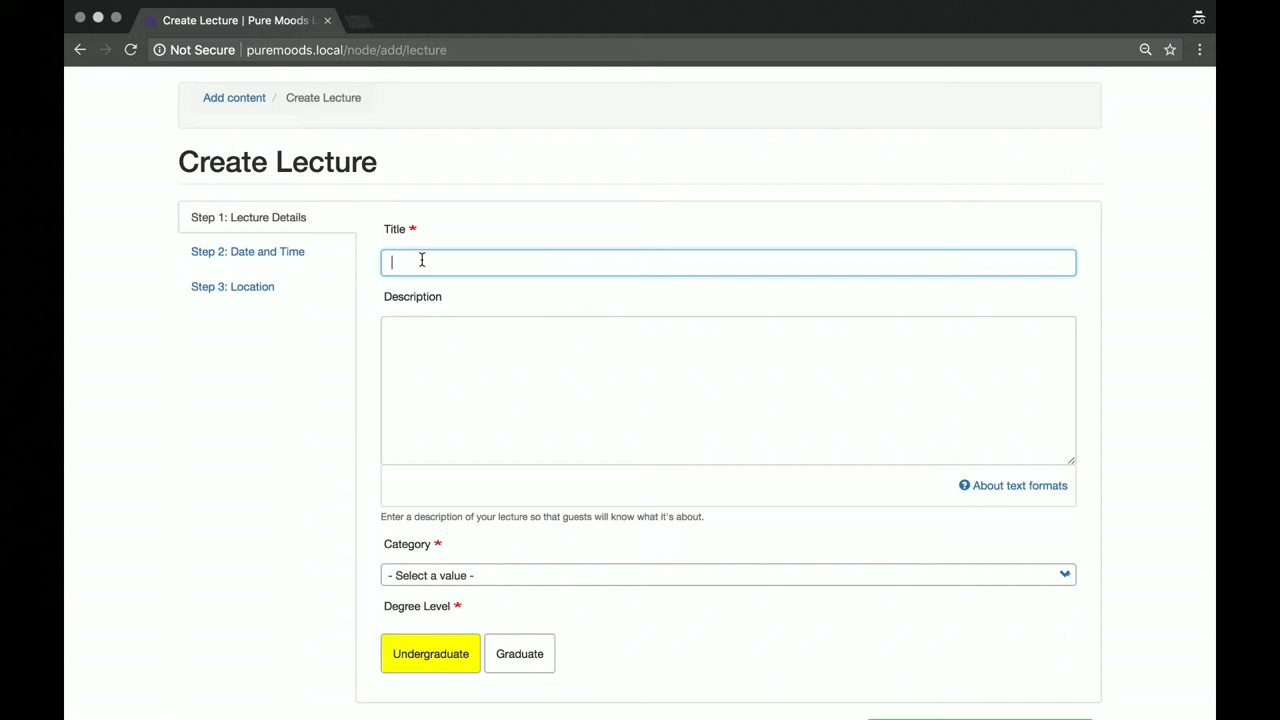 Create Lecture | Pure Moods L
Not Secure | puremoods.local/node/add/lecture
Add content / Create Lecture
Create Lecture
Step 1: Lecture Details
Step 2: Date and Time
Step 3: Location
Title *
Description
About text formats
Enter a description of your lecture so that guests will know what it's about.
Category *
- Select a value -
Degree Level *
Undergraduate Graduate